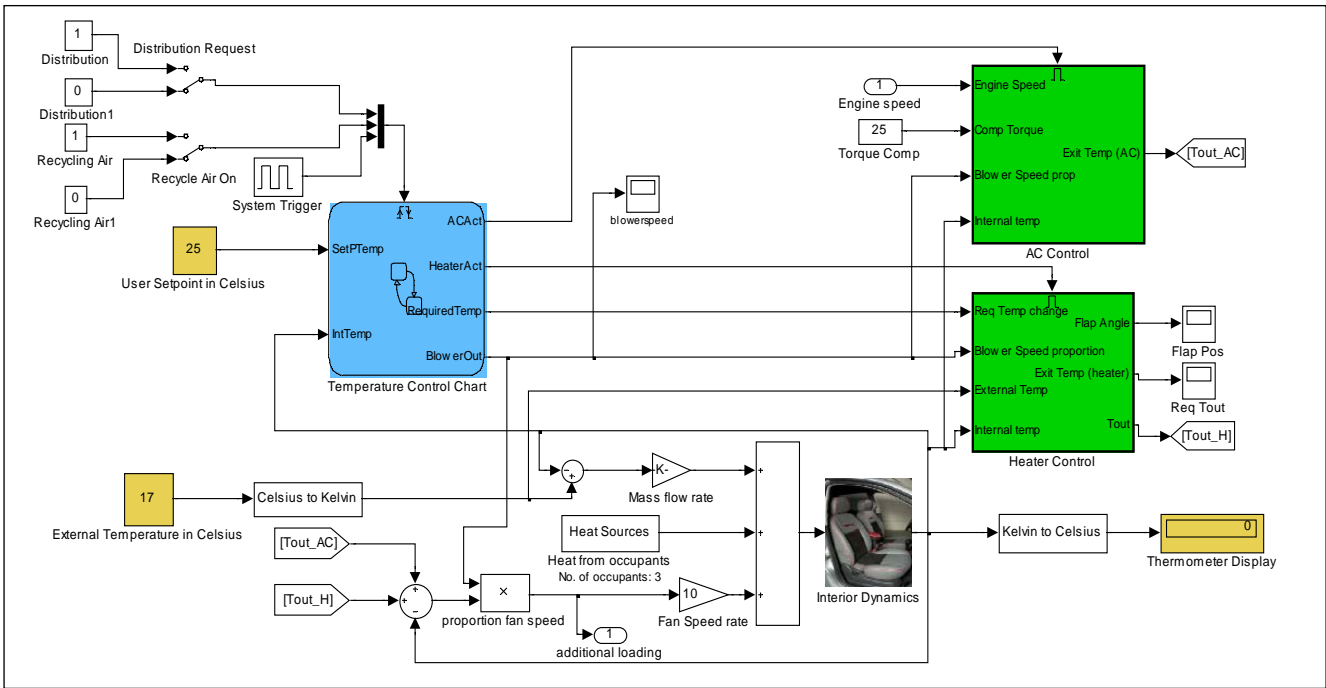 1
Distribution
Distribution Request
0
Distribution1
1
Recycling Air
Recycle Air On
0
Recycling Air1
System Trigger
25
User Setpoint in Celsius
SetPTemp
IntTemp
ACAct
HeaterAct
RequiredTemp
BlowerOut
Temperature Control Chart
blowerspeed
1
Engine speed
25
Torque Comp
Engine Speed
Comp Torque
Blower Speed prop
Internal temp
Exit Temp (AC)
AC Control
[Tout_AC]
Req Temp change
Blower Speed proportion
External Temp
Internal temp
Flap Angle
Exit Temp (heater)
Tout
Heater Control
Flap Pos
Req Tout
[Tout_H]
17
External Temperature in Celsius
Celsius to Kelvin
K-
Mass flow rate
Heat Sources
Heat from occupants
No. of occupants: 3
[Tout_AC]
[Tout_H]
×
proportion fan speed
10
Fan Speed rate
1
additional loading
Interior Dynamics
Kelvin to Celsius
0
Thermometer Display